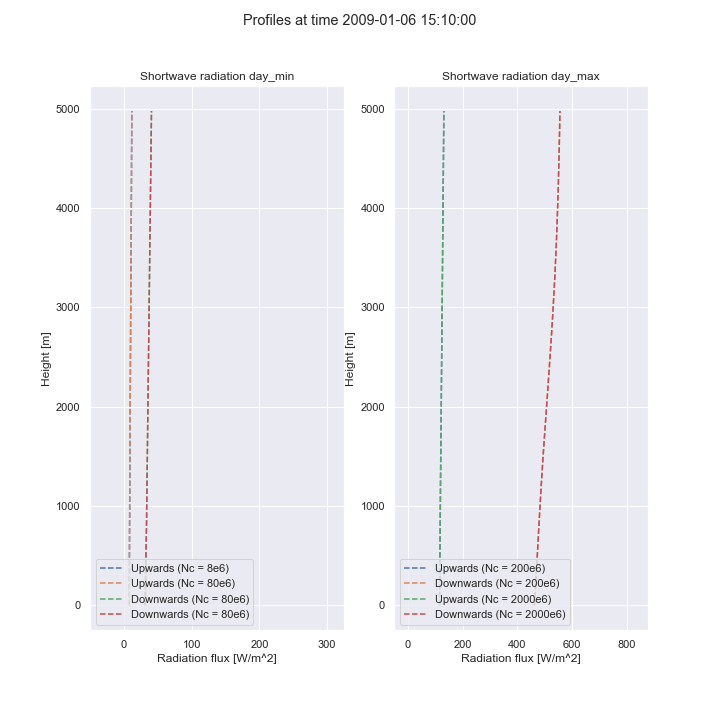 Profiles at time 2009-01-06 15:10:00
Shortwave radiation day_min
5000
4000
3000
2000
1000
0
Height [m]
Upwards (Nc = 8e6)
Upwards (Nc = 80e6)
Downwards (Nc = 80e6)
Downwards (Nc = 80e6)
0 100 200 300
Radiation flux [W/m^2]
Shortwave radiation day_max
5000
4000
3000
2000
1000
0
Height [m]
Upwards (Nc = 200e6)
Downwards (Nc = 200e6)
Upwards (Nc = 2000e6)
Downwards (Nc = 2000e6)
0 200 400 600 800
Radiation flux [W/m^2]